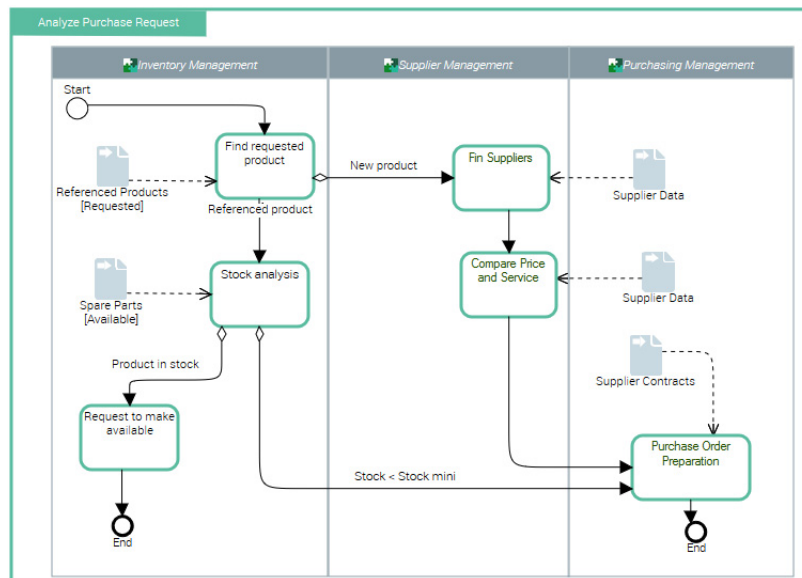 Analyze Purchase Request
Inventory Management
Supplier Management
Purchasing Management
Start
Find requested
product
New product
Fin Suppliers
Referenced Products
[Requested]
Supplier Data
Referenced product
Stock analysis
Compare Price
and Service
Spare Parts
[Available]
Supplier Data
Product in stock
Supplier Contracts
Request to make
available
Purchase Order
Preparation
Stock < Stock mini
End
End